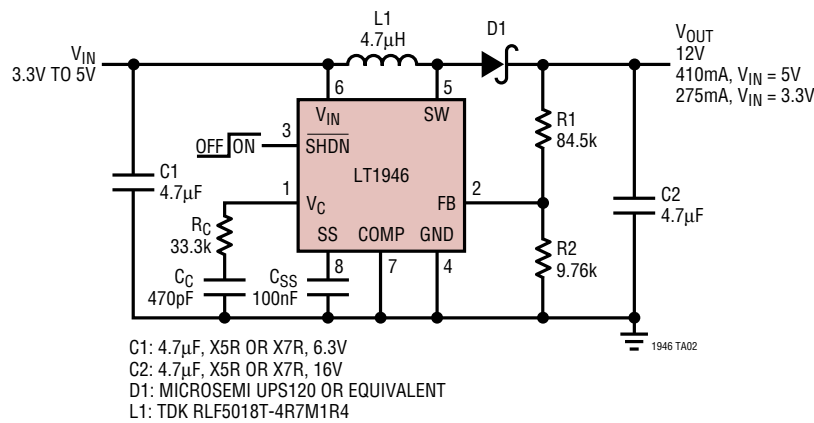 L1
4.7µH
D1
VIN
3.3V TO 5V
VOUT
12V
410mA, VIN = 5V
275mA, VIN = 3.3V
6
5
VIN
SW
OFF ON
3
SHDN
R1
84.5k
LT1946
C1
4.7µF
1
VC
FB
2
C2
4.7µF
RC
33.3k
SS
COMP
GND
R2
9.76k
CC
470pF
CSS
100nF
8
7
4
1946 TA02
C1: 4.7µF, X5R OR X7R, 6.3V
C2: 4.7µF, X5R OR X7R, 16V
D1: MICROSEMI UPS120 OR EQUIVALENT
L1: TDK RLF5018T-4R7M1R4